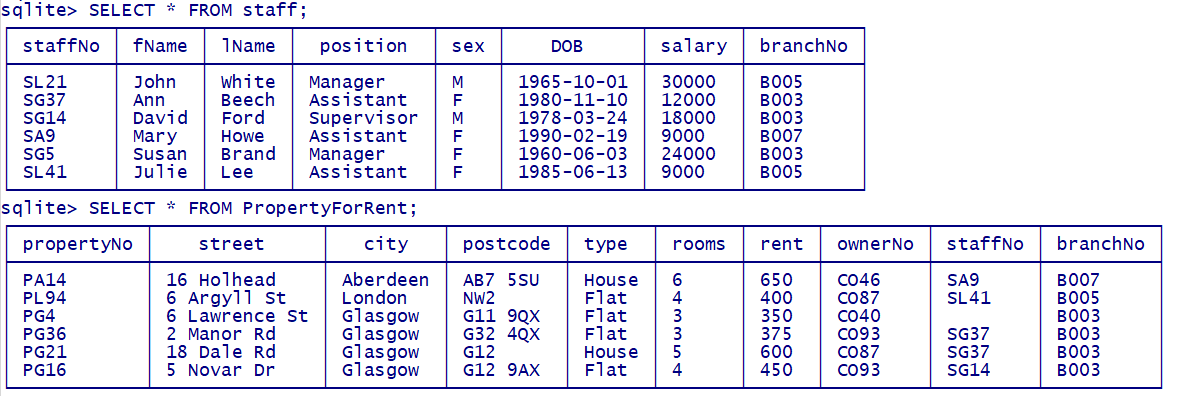 sqlite> SELECT * FROM staff;
staffNo fName lName position sex DOB salary branchNo
SL21 John White Manager M 1965-10-01 30000 B005
SG37 Ann Beech Assistant F 1980-11-10 12000 B003
SG14 David Ford Supervisor M 1978-03-24 18000 B003
SA9 Mary Howe Assistant F 1990-02-19 9000 B007
SG5 Susan Brand Manager F 1960-06-03 24000 B003
SL41 Julie Lee Assistant F 1985-06-13 9000 B005
sqlite> SELECT * FROM PropertyForRent;
propertyNo street city postcode type rooms rent ownerNo staffNo branchNo
PA14 16 Holhead Aberdeen AB7 5SU House 6 650 CO46 SA9 B007
PL94 6 Argyll St London NW2 Flat 4 400 CO87 SL41 B005
PG4 6 Lawrence St Glasgow G11 9QX Flat 3 350 CO40 B003
PG36 2 Manor Rd Glasgow G32 4QX Flat 3 375 CO93 SG37 B003
PG21 18 Dale Rd Glasgow G12 House 5 600 CO87 SG37 B003
PG16 5 Novar Dr Glasgow G12 9AX Flat 4 450 CO93 SG14 B003